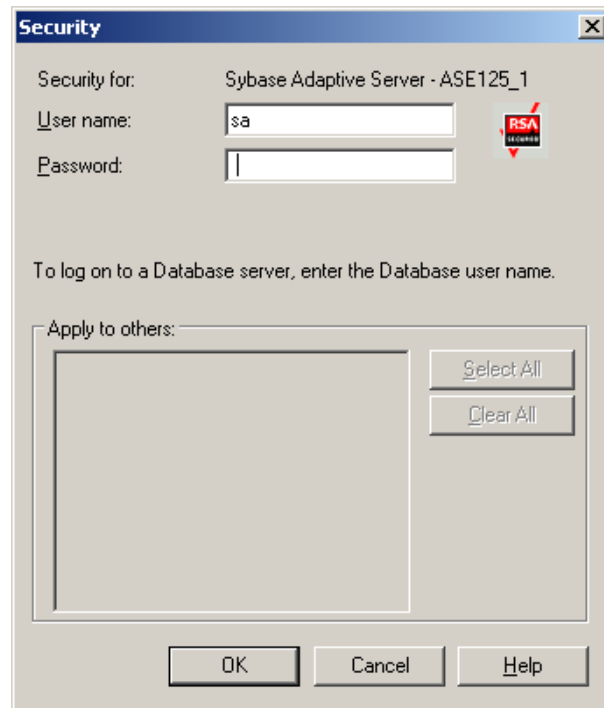 Security
Security for: Sybase Adaptive Server - ASE125_1
User name: sa
RSA
SECURED
Password:
To log on to a Database server, enter the Database user name.
Apply to others:
Select All
Clear All
OK Cancel Help